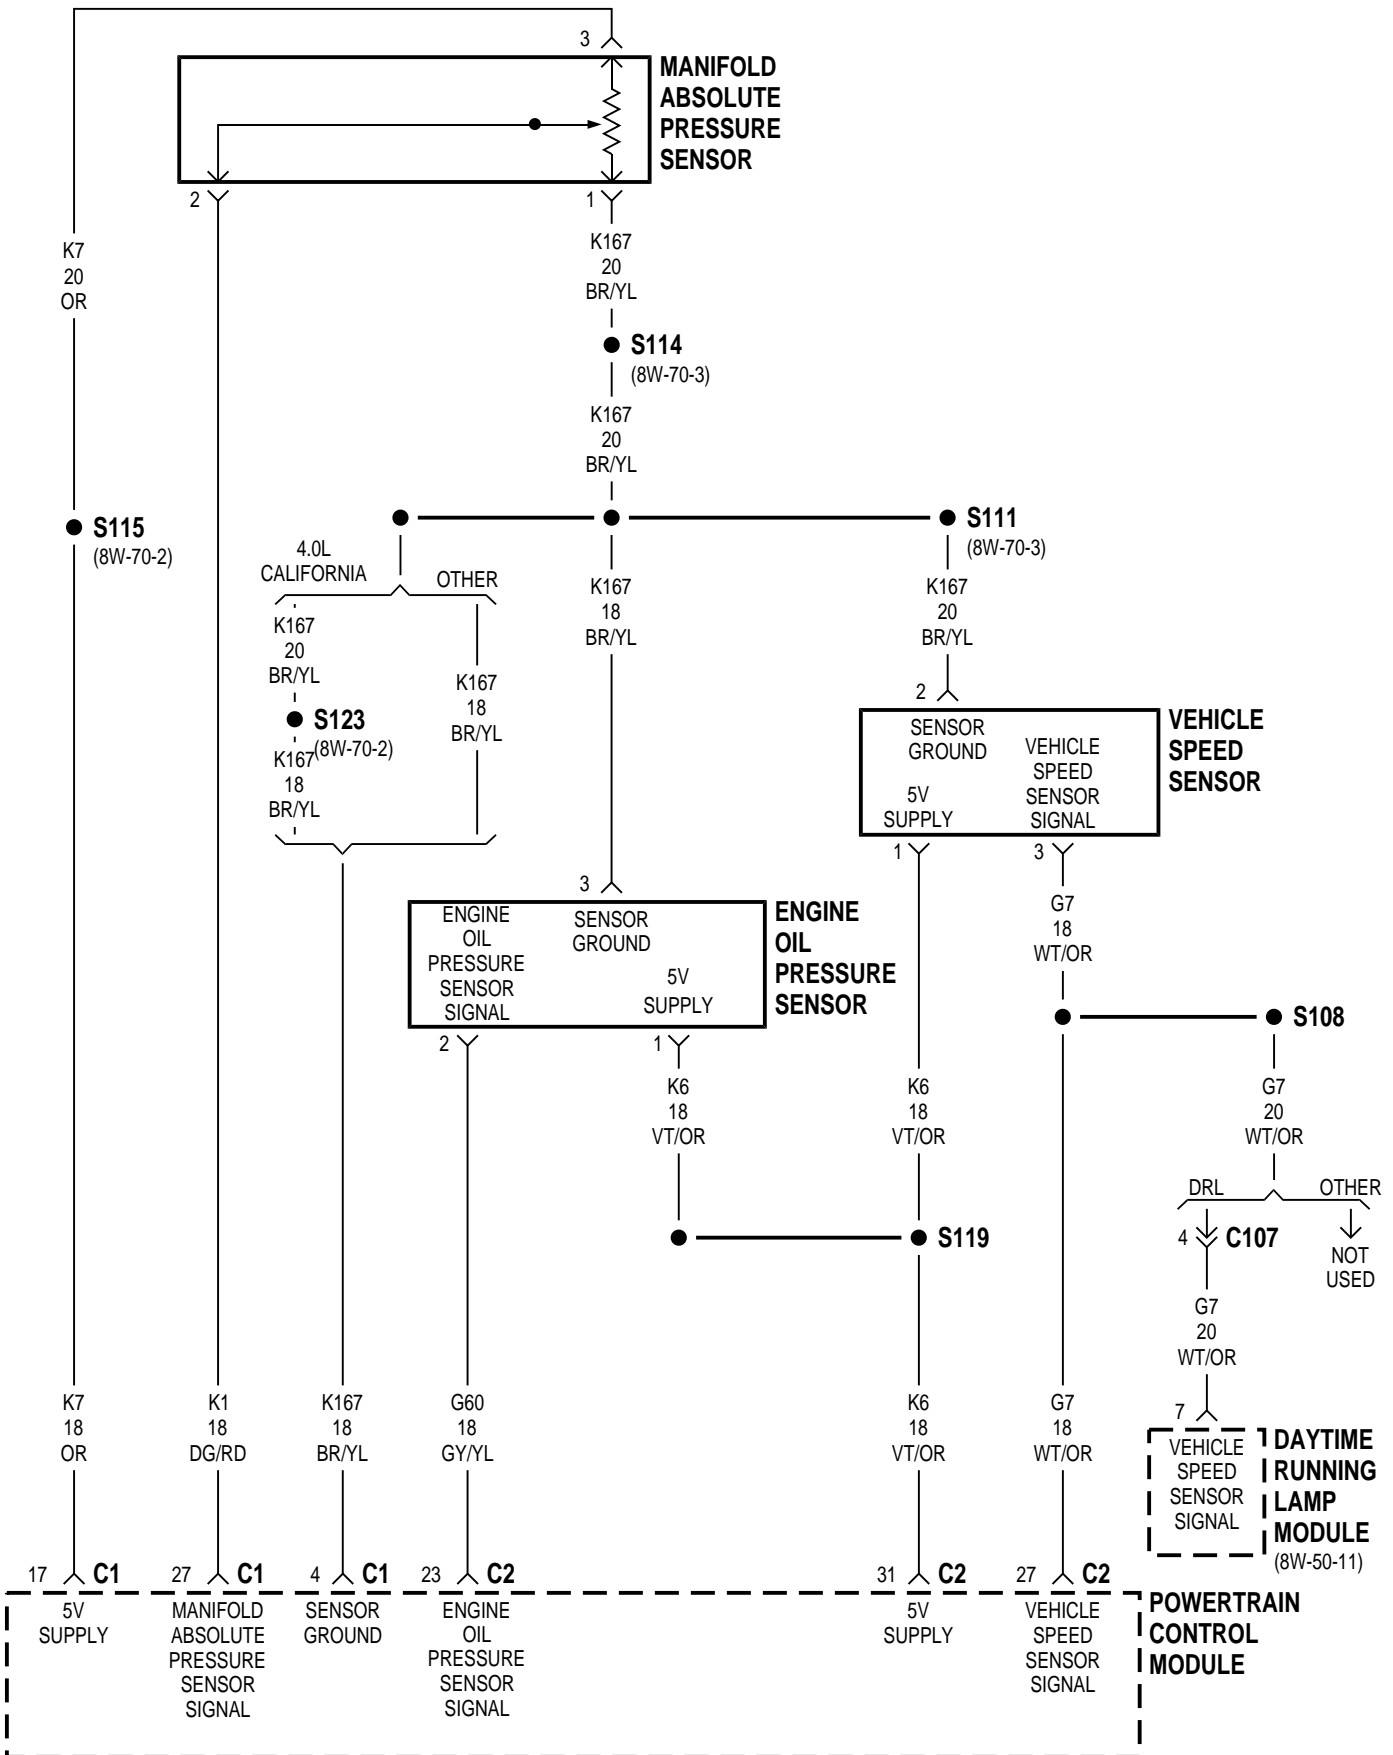 3
MANIFOLD
ABSOLUTE
PRESSURE
SENSOR
2
1
K7
20
OR
K167
20
BR/YL
S114
(8W-70-3)
K167
20
BR/YL
S115
(8W-70-2)
S111
(8W-70-3)
4.0L
CALIFORNIA
OTHER
K167
20
BR/YL
S123
(8W-70-2)
K167
18
BR/YL
K167
18
BR/YL
K167
18
BR/YL
K167
20
BR/YL
2
SENSOR
GROUND
5V
SUPPLY
VEHICLE
SPEED
SENSOR
SIGNAL
VEHICLE
SPEED
SENSOR
1
3
3
ENGINE
OIL
PRESSURE
SENSOR
SIGNAL
SENSOR
GROUND
5V
SUPPLY
ENGINE
OIL
PRESSURE
SENSOR
2
1
G7
18
WT/OR
S108
K6
18
VT/OR
K6
18
VT/OR
G7
20
WT/OR
DRL
OTHER
4
C107
NOT
USED
S119
G7
20
WT/OR
7
VEHICLE
SPEED
SENSOR
SIGNAL
DAYTIME
RUNNING
LAMP
MODULE
(8W-50-11)
K7
18
OR
K1
18
DG/RD
K167
18
BR/YL
G60
18
GY/YL
K6
18
VT/OR
G7
18
WT/OR
17 C1
27 C1
4 C1
23 C2
31 C2
27 C2
5V
SUPPLY
MANIFOLD
ABSOLUTE
PRESSURE
SENSOR
SIGNAL
SENSOR
GROUND
ENGINE
OIL
PRESSURE
SENSOR
SIGNAL
5V
SUPPLY
VEHICLE
SPEED
SENSOR
SIGNAL
POWERTRAIN
CONTROL
MODULE